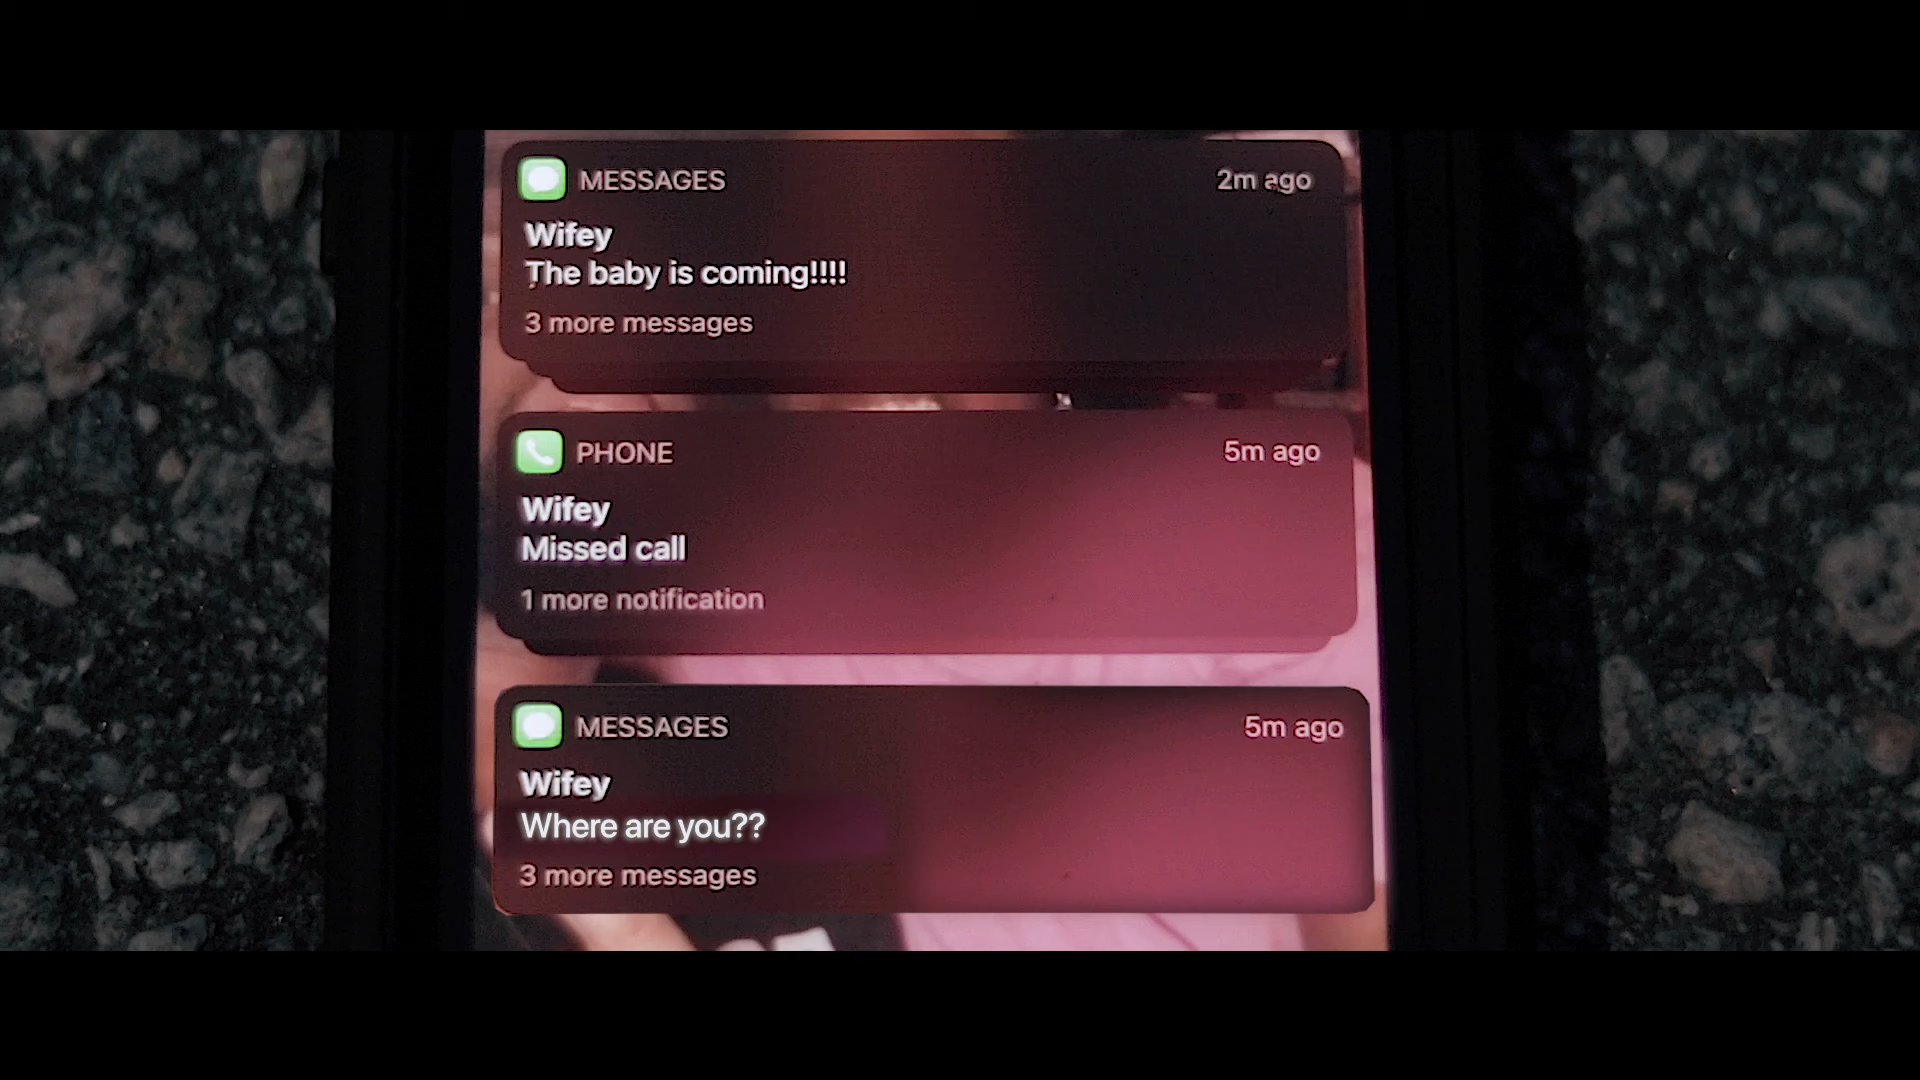 MESSAGES 2m ago
Wifey
The baby is coming!!!!
3 more messages
PHONE 5m ago
Wifey
Missed call
1 more notification
MESSAGES 5m ago
Wifey
Where are you??
3 more messages